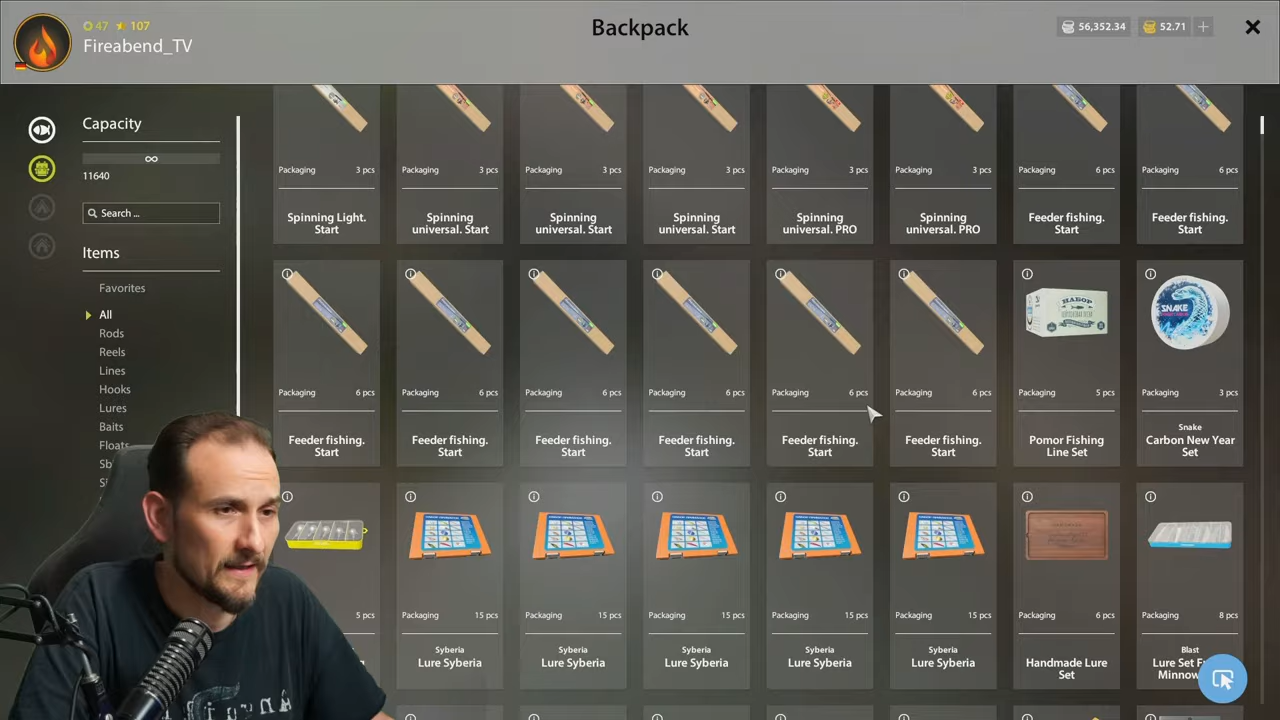 47 107
Fireabend_TV
Backpack
56,352.34 52.71 +
Capacity
∞
11640
Search ...
Items
Favorites
All
Rods
Reels
Lines
Hooks
Lures
Baits
Floats
Packaging 3 pcs
Spinning Light.
Start
Packaging 3 pcs
Spinning
universal. Start
Packaging 3 pcs
Spinning
universal. Start
Packaging 3 pcs
Spinning
universal. Start
Packaging 3 pcs
Spinning
universal. PRO
Packaging 3 pcs
Spinning
universal. PRO
Packaging 6 pcs
Feeder fishing.
Start
Packaging 6 pcs
Feeder fishing.
Start
Packaging 6 pcs
Feeder fishing.
Start
Packaging 6 pcs
Feeder fishing.
Start
Packaging 6 pcs
Feeder fishing.
Start
Packaging 6 pcs
Feeder fishing.
Start
Packaging 6 pcs
Feeder fishing.
Start
Packaging 6 pcs
Feeder fishing.
Start
НАБОР
Packaging 5 pcs
Pomor Fishing
Line Set
SNAKE
Packaging 3 pcs
Snake
Carbon New Year
Set
5 pcs
Packaging 15 pcs
Syberia
Lure Syberia
Packaging 15 pcs
Syberia
Lure Syberia
Packaging 15 pcs
Syberia
Lure Syberia
Packaging 15 pcs
Syberia
Lure Syberia
Packaging 15 pcs
Syberia
Lure Syberia
Packaging 6 pcs
Handmade Lure
Set
Packaging 8 pcs
Blast
Lure Set
Minnow